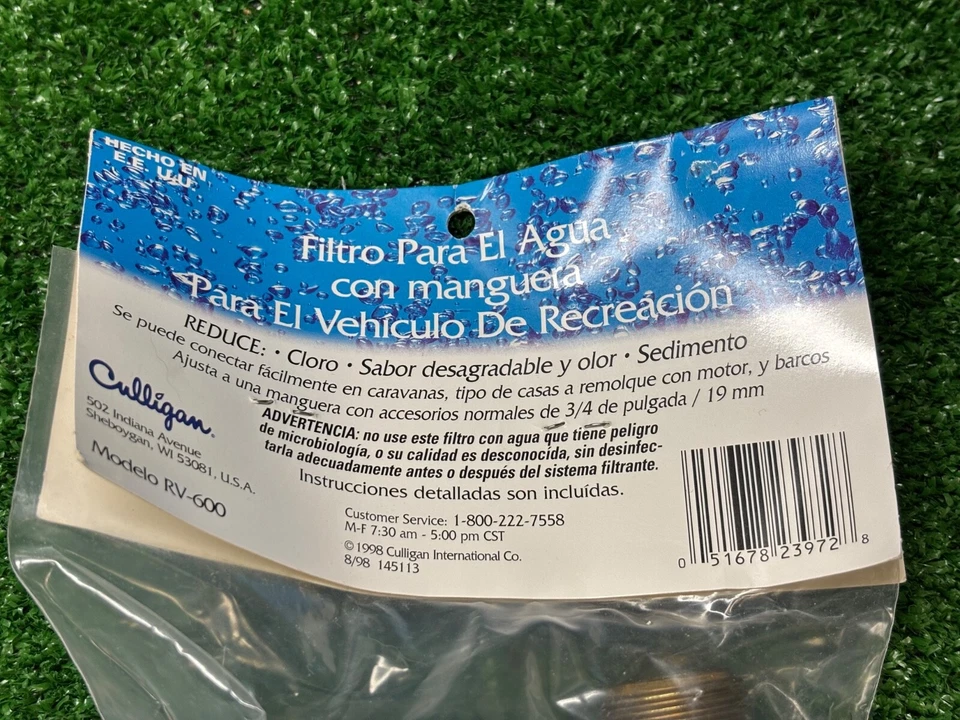 HECHO EN
E.E. U.U.
Filtro Para El Agua
con manguera
Para El Vehículo De Recreación
REDUCE: • Cloro • Sabor desagradable y olor • Sedimento
Se puede conectar fácilmente en caravanas, tipo de casas a remolque con motor, y barcos
Ajusta a una manguera con accesorios normales de 3/4 de pulgada / 19 mm
ADVERTENCIA: no use este filtro con agua que tiene peligro
de microbiología, o su calidad es desconocida, sin desinfec-
tarla adecuadamente antes o después del sistema filtrante.
Instrucciones detalladas son incluídas.
Culligan.
502 Indiana Avenue
Sheboygan, WI 53081, U.S.A.
Modelo RV-600
Customer Service: 1-800-222-7558
M-F 7:30 am - 5:00 pm CST
©1998 Culligan International Co.
8/98 145113
0 51678 23972 8